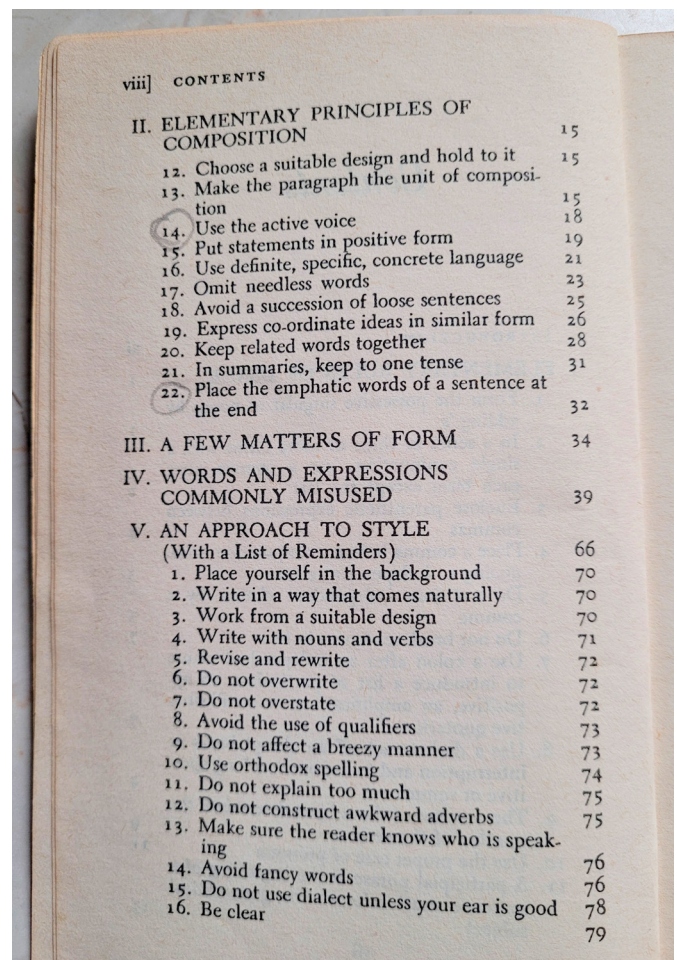 viii] CONTENTS
II. ELEMENTARY PRINCIPLES OF
COMPOSITION 15
12. Choose a suitable design and hold to it 15
13. Make the paragraph the unit of composi-
tion 15
14. Use the active voice 18
15. Put statements in positive form 19
16. Use definite, specific, concrete language 21
17. Omit needless words 23
18. Avoid a succession of loose sentences 25
19. Express co-ordinate ideas in similar form 26
20. Keep related words together 28
21. In summaries, keep to one tense 31
22. Place the emphatic words of a sentence at
the end 32
III. A FEW MATTERS OF FORM 34
IV. WORDS AND EXPRESSIONS
COMMONLY MISUSED 39
V. AN APPROACH TO STYLE
(With a List of Reminders) 66
1. Place yourself in the background 70
2. Write in a way that comes naturally 70
3. Work from a suitable design 70
4. Write with nouns and verbs 71
5. Revise and rewrite 72
6. Do not overwrite 72
7. Do not overstate 72
8. Avoid the use of qualifiers 73
9. Do not affect a breezy manner 73
10. Use orthodox spelling 74
11. Do not explain too much 75
12. Do not construct awkward adverbs 75
13. Make sure the reader knows who is speak-
ing 76
14. Avoid fancy words 76
15. Do not use dialect unless your ear is good 78
16. Be clear 79